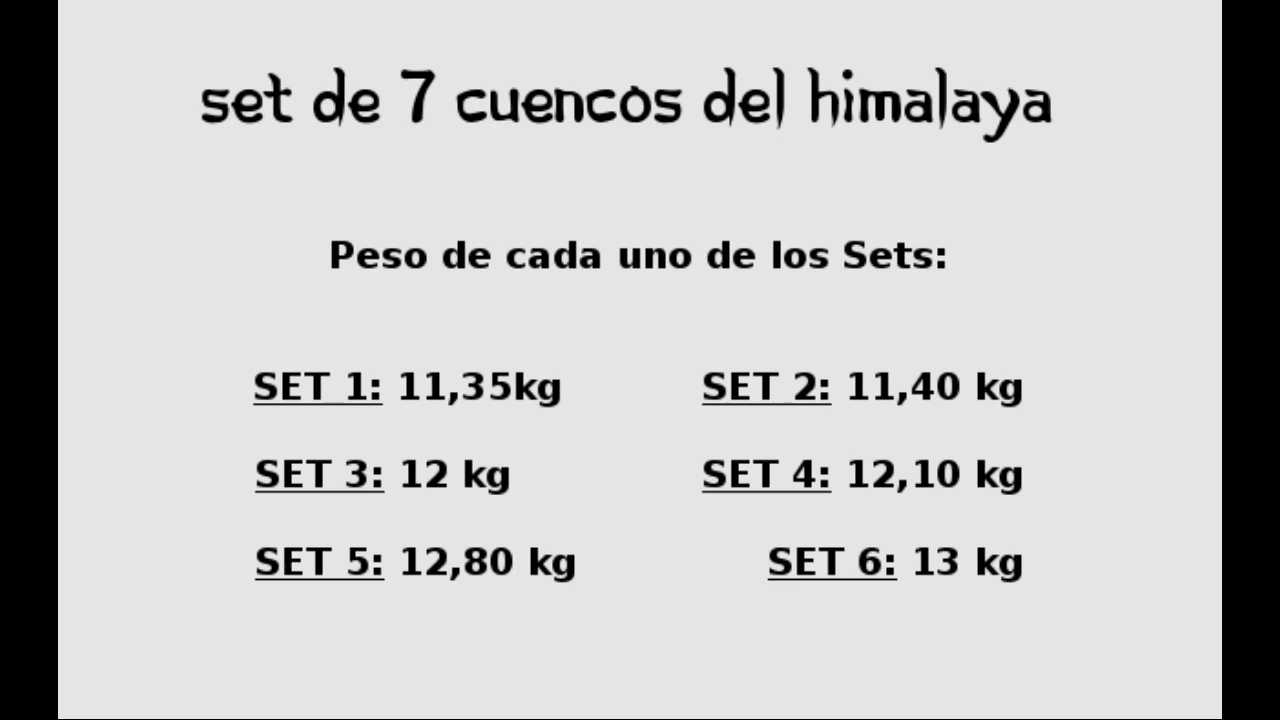 set de 7 cuencos del himalaya
Peso de cada uno de los Sets:
SET 1: 11,35kg
SET 2: 11,40 kg
SET 3: 12 kg
SET 4: 12,10 kg
SET 5: 12,80 kg
SET 6: 13 kg